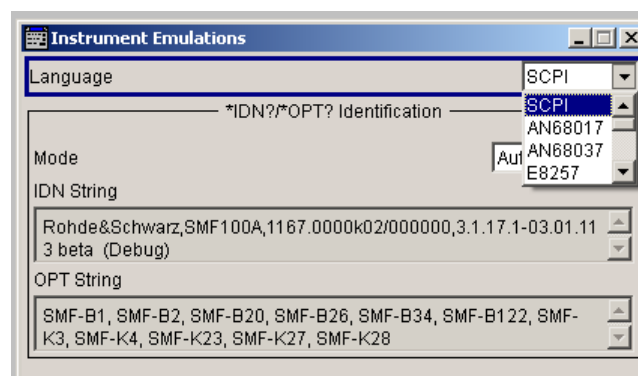 Instrument Emulations
Language
SCPI
SCPI
AN68017
AN68037
E8257
*IDN?/*OPT? Identification
Mode
IDN String
Rohde&Schwarz,SMF100A,1167.0000k02/000000,3.1.17.1-03.01.11
3 beta (Debug)
OPT String
SMF-B1, SMF-B2, SMF-B20, SMF-B26, SMF-B34, SMF-B122, SMF-
K3, SMF-K4, SMF-K23, SMF-K27, SMF-K28